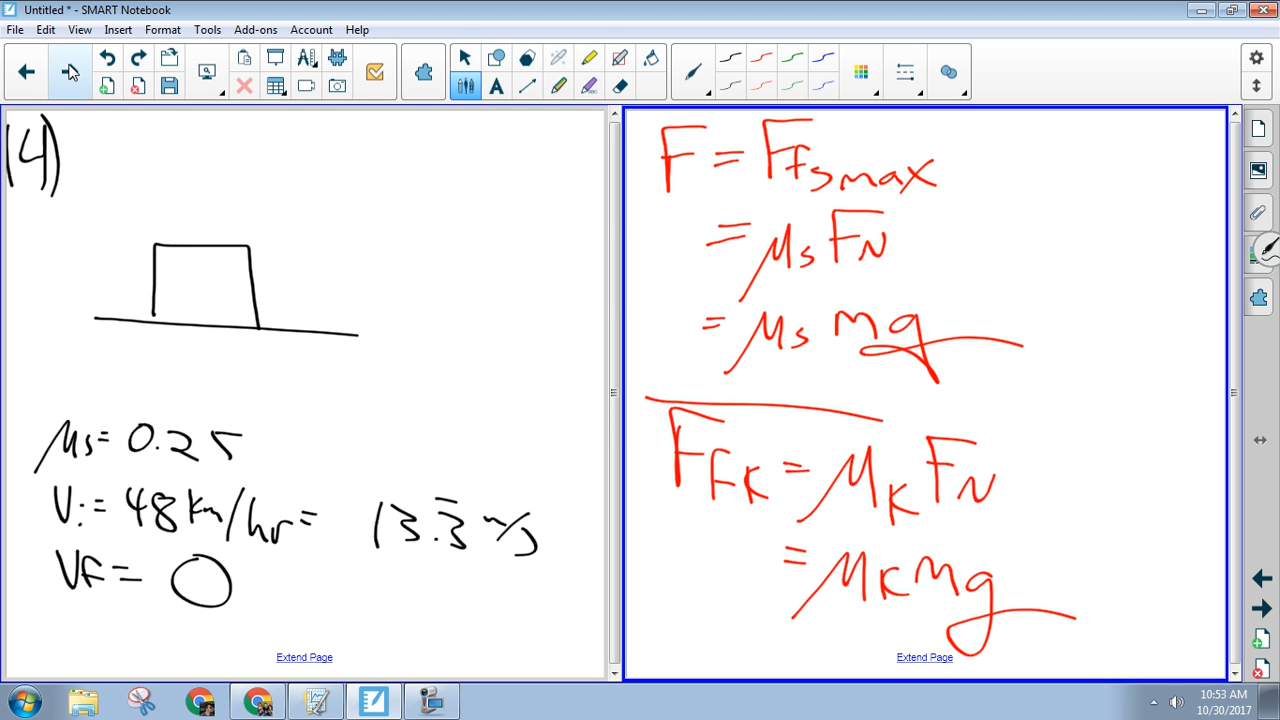 Untitled * - SMART Notebook
File Edit View Insert Format Tools Add-ons Account Help
14)
μs = 0.25
Vi = 48 km/hr = 13.3̅ m/s
Vf = 0
Extend Page
F = Ffsmax
= μs FN
= μs mg
FFK = μK FN
= μK mg
Extend Page
10:53 AM
10/30/2017